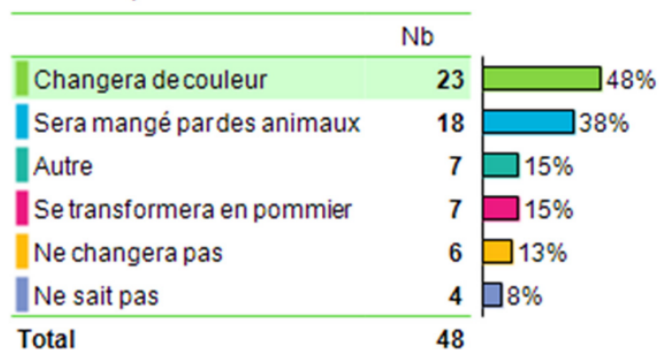 Nb
Changera de couleur 23 48%
Sera mangé par des animaux 18 38%
Autre 7 15%
Se transformera en pommier 7 15%
Ne changera pas 6 13%
Ne sait pas 4 8%
Total 48